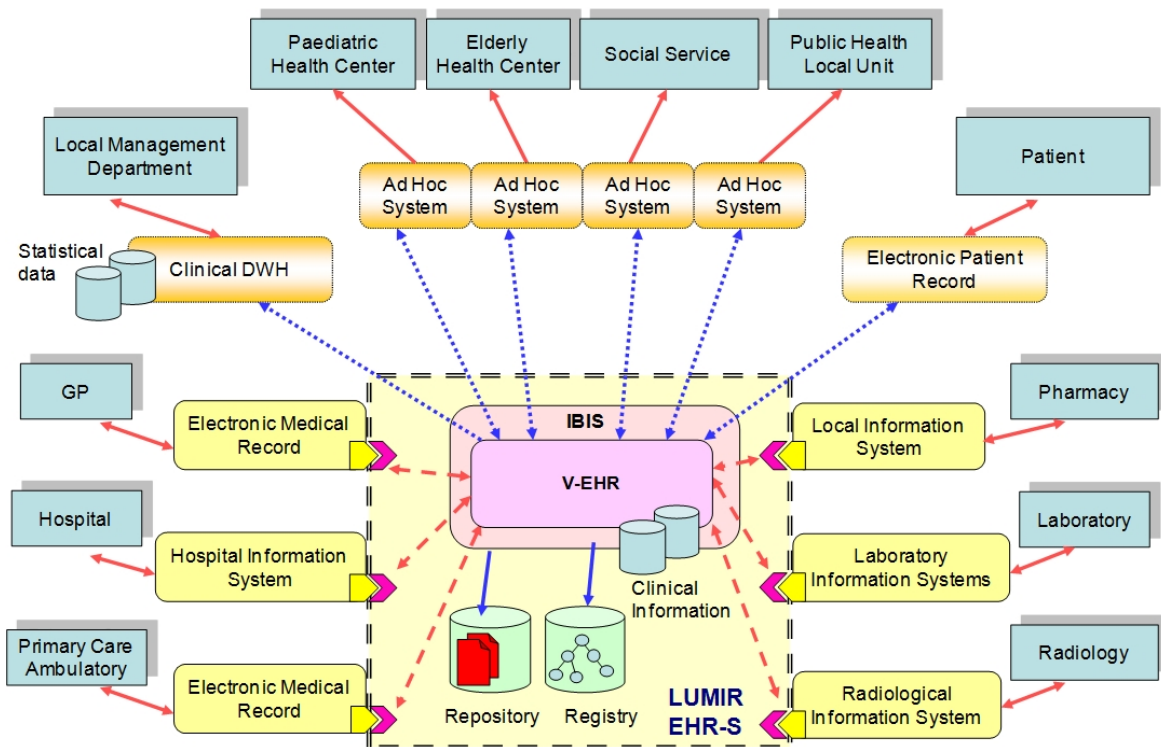 Paediatric
Health Center
Elderly
Health Center
Social Service
Public Health
Local Unit
Local Management
Department
Patient
Ad Hoc
System
Ad Hoc
System
Ad Hoc
System
Ad Hoc
System
Statistical
data
Clinical DWH
Electronic Patient
Record
GP
Pharmacy
Electronic Medical
Record
IBIS
Local Information
System
V-EHR
Hospital
Laboratory
Hospital Information
System
Laboratory
Information Systems
Clinical
Information
Primary Care
Ambulatory
Radiology
Electronic Medical
Record
Repository
Registry
LUMIR
EHR-S
Radiological
Information System